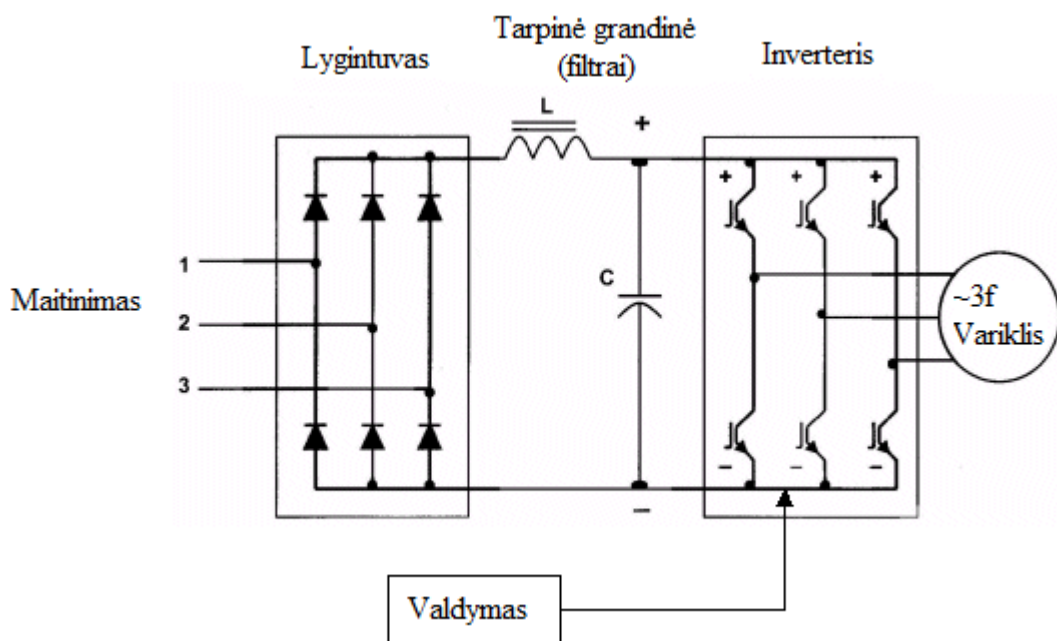 Lygintuvas
Tarpinė grandinė
(filtrai)
Inverteris
L
+
+ + +
1
Maitinimas
2
3
C
~3f
Variklis
− − −
−
Valdymas